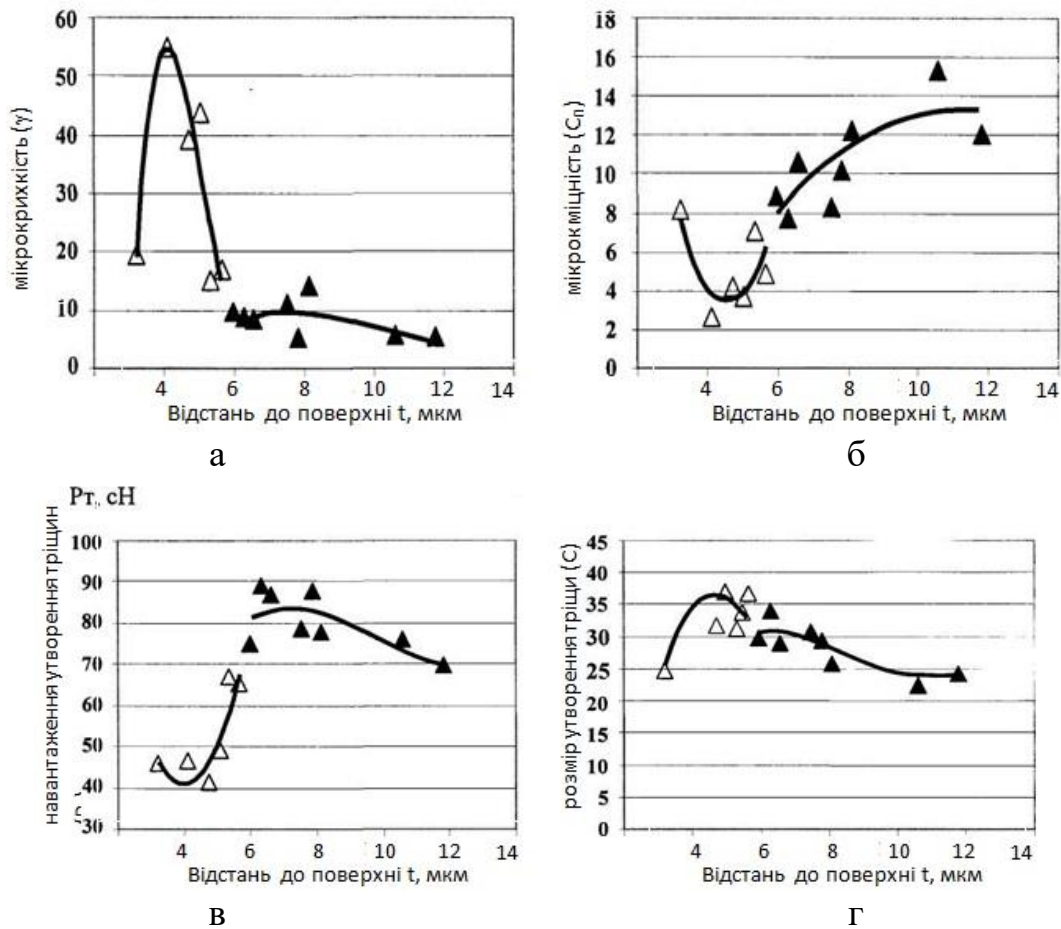 мікрокрихкість (γ)
60
50
40
30
20
10
0
4 6 8 10 12 14
Відстань до поверхні t, мкм
а
мікрок міцність (Сп)
18
16
14
12
10
8
6
4
2
0
4 6 8 10 12 14
Відстань до поверхні t, мкм
б
Рт, сН
навантаження утворення тріщин
100
90
80
70
60
50
40
30
4 6 8 10 12 14
Відстань до поверхні t, мкм
в
розмір утворення тріщи (С)
45
40
35
30
25
20
15
10
5
0
4 6 8 10 12 14
Відстань до поверхні t, мкм
г